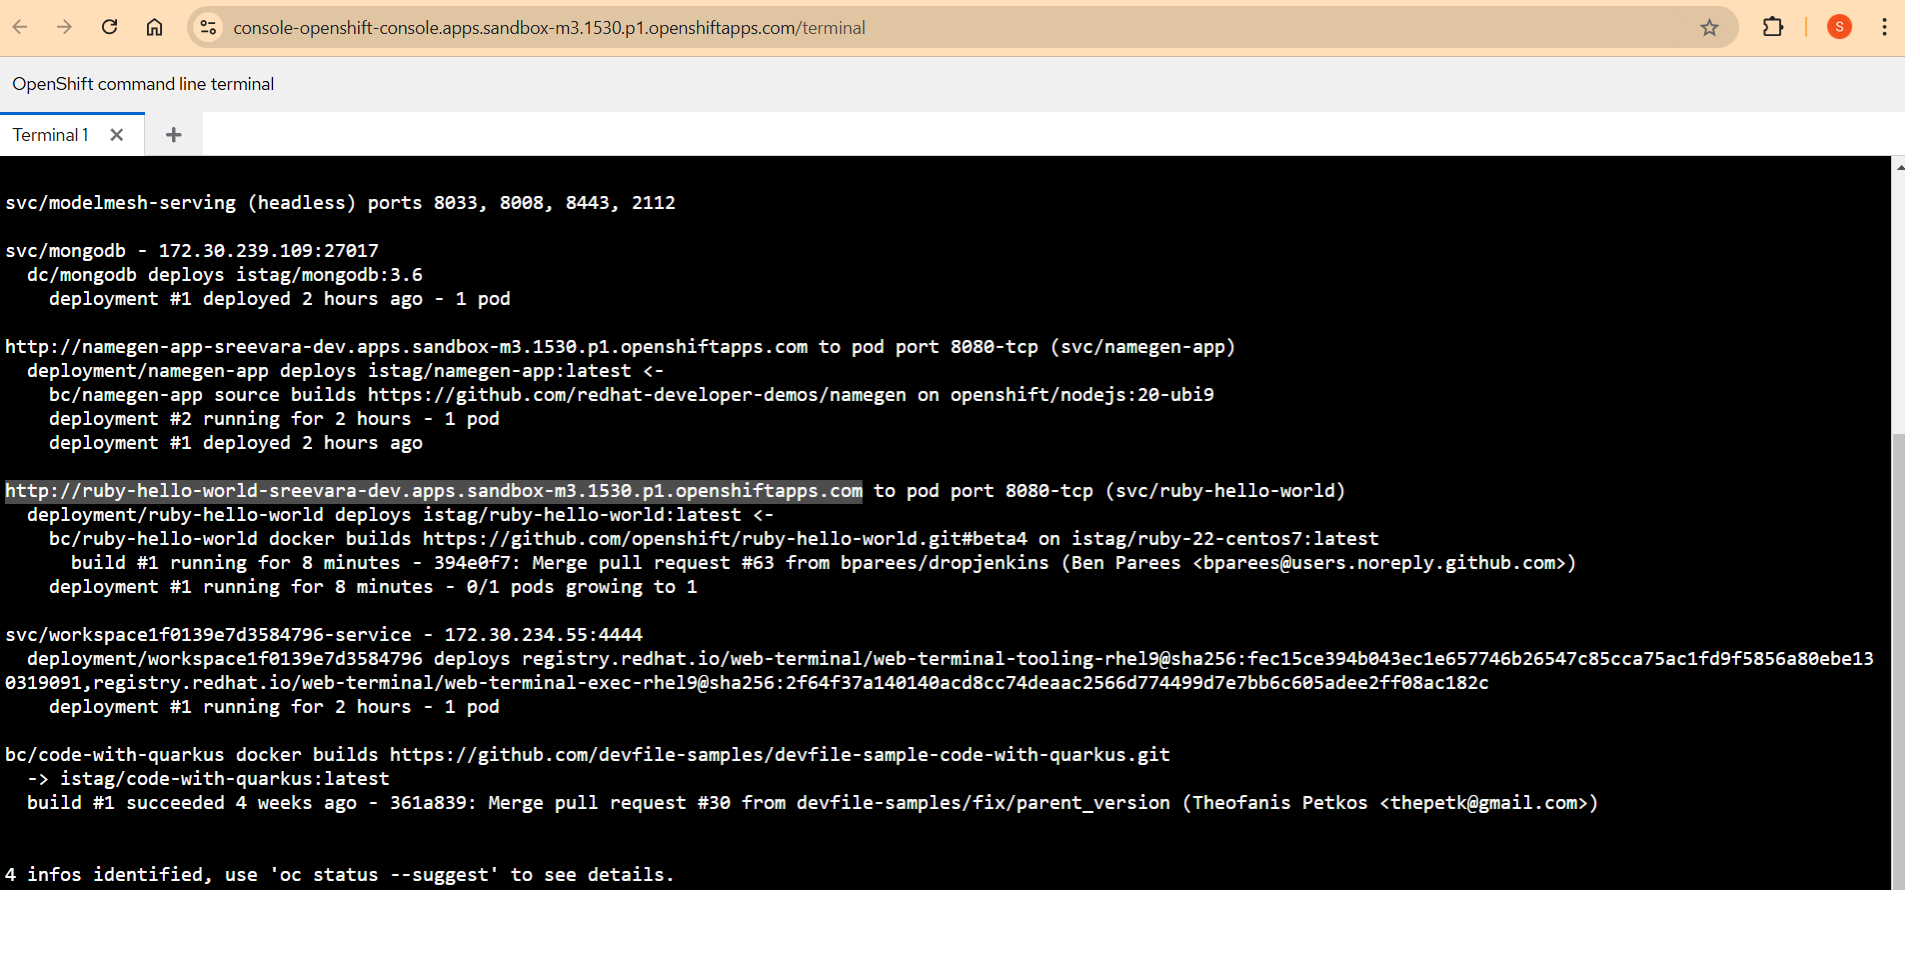 console-openshift-console.apps.sandbox-m3.1530.p1.openshiftapps.com/terminal
S
OpenShift command line terminal
Terminal 1
svc/modelmesh-serving (headless) ports 8033, 8008, 8443, 2112
svc/mongodb - 172.30.239.109:27017
dc/mongodb deploys istag/mongodb:3.6
deployment #1 deployed 2 hours ago - 1 pod
http://namegen-app-sreevara-dev.apps.sandbox-m3.1530.p1.openshiftapps.com to pod port 8080-tcp (svc/namegen-app)
deployment/namegen-app deploys istag/namegen-app:latest <-
bc/namegen-app source builds https://github.com/redhat-developer-demos/namegen on openshift/nodejs:20-ubi9
deployment #2 running for 2 hours - 1 pod
deployment #1 deployed 2 hours ago
http://ruby-hello-world-sreevara-dev.apps.sandbox-m3.1530.p1.openshiftapps.com to pod port 8080-tcp (svc/ruby-hello-world)
deployment/ruby-hello-world deploys istag/ruby-hello-world:latest <-
bc/ruby-hello-world docker builds https://github.com/openshift/ruby-hello-world.git#beta4 on istag/ruby-22-centos7:latest
build #1 running for 8 minutes - 394e0f7: Merge pull request #63 from bparees/dropjenkins (Ben Parees <bparees@users.noreply.github.com>)
deployment #1 running for 8 minutes - 0/1 pods growing to 1
svc/workspace1f0139e7d3584796-service - 172.30.234.55:4444
deployment/workspace1f0139e7d3584796 deploys registry.redhat.io/web-terminal/web-terminal-tooling-rhel9@sha256:fec15ce394b043ec1e657746b26547c85cca75ac1fd9f5856a80ebe13
0319091,registry.redhat.io/web-terminal/web-terminal-exec-rhel9@sha256:2f64f37a140140acd8cc74deaac2566d774499d7e7bb6c605adee2ff08ac182c
deployment #1 running for 2 hours - 1 pod
bc/code-with-quarkus docker builds https://github.com/devfile-samples/devfile-sample-code-with-quarkus.git
-> istag/code-with-quarkus:latest
build #1 succeeded 4 weeks ago - 361a839: Merge pull request #30 from devfile-samples/fix/parent_version (Theofanis Petkos <thepetk@gmail.com>)
4 infos identified, use 'oc status --suggest' to see details.